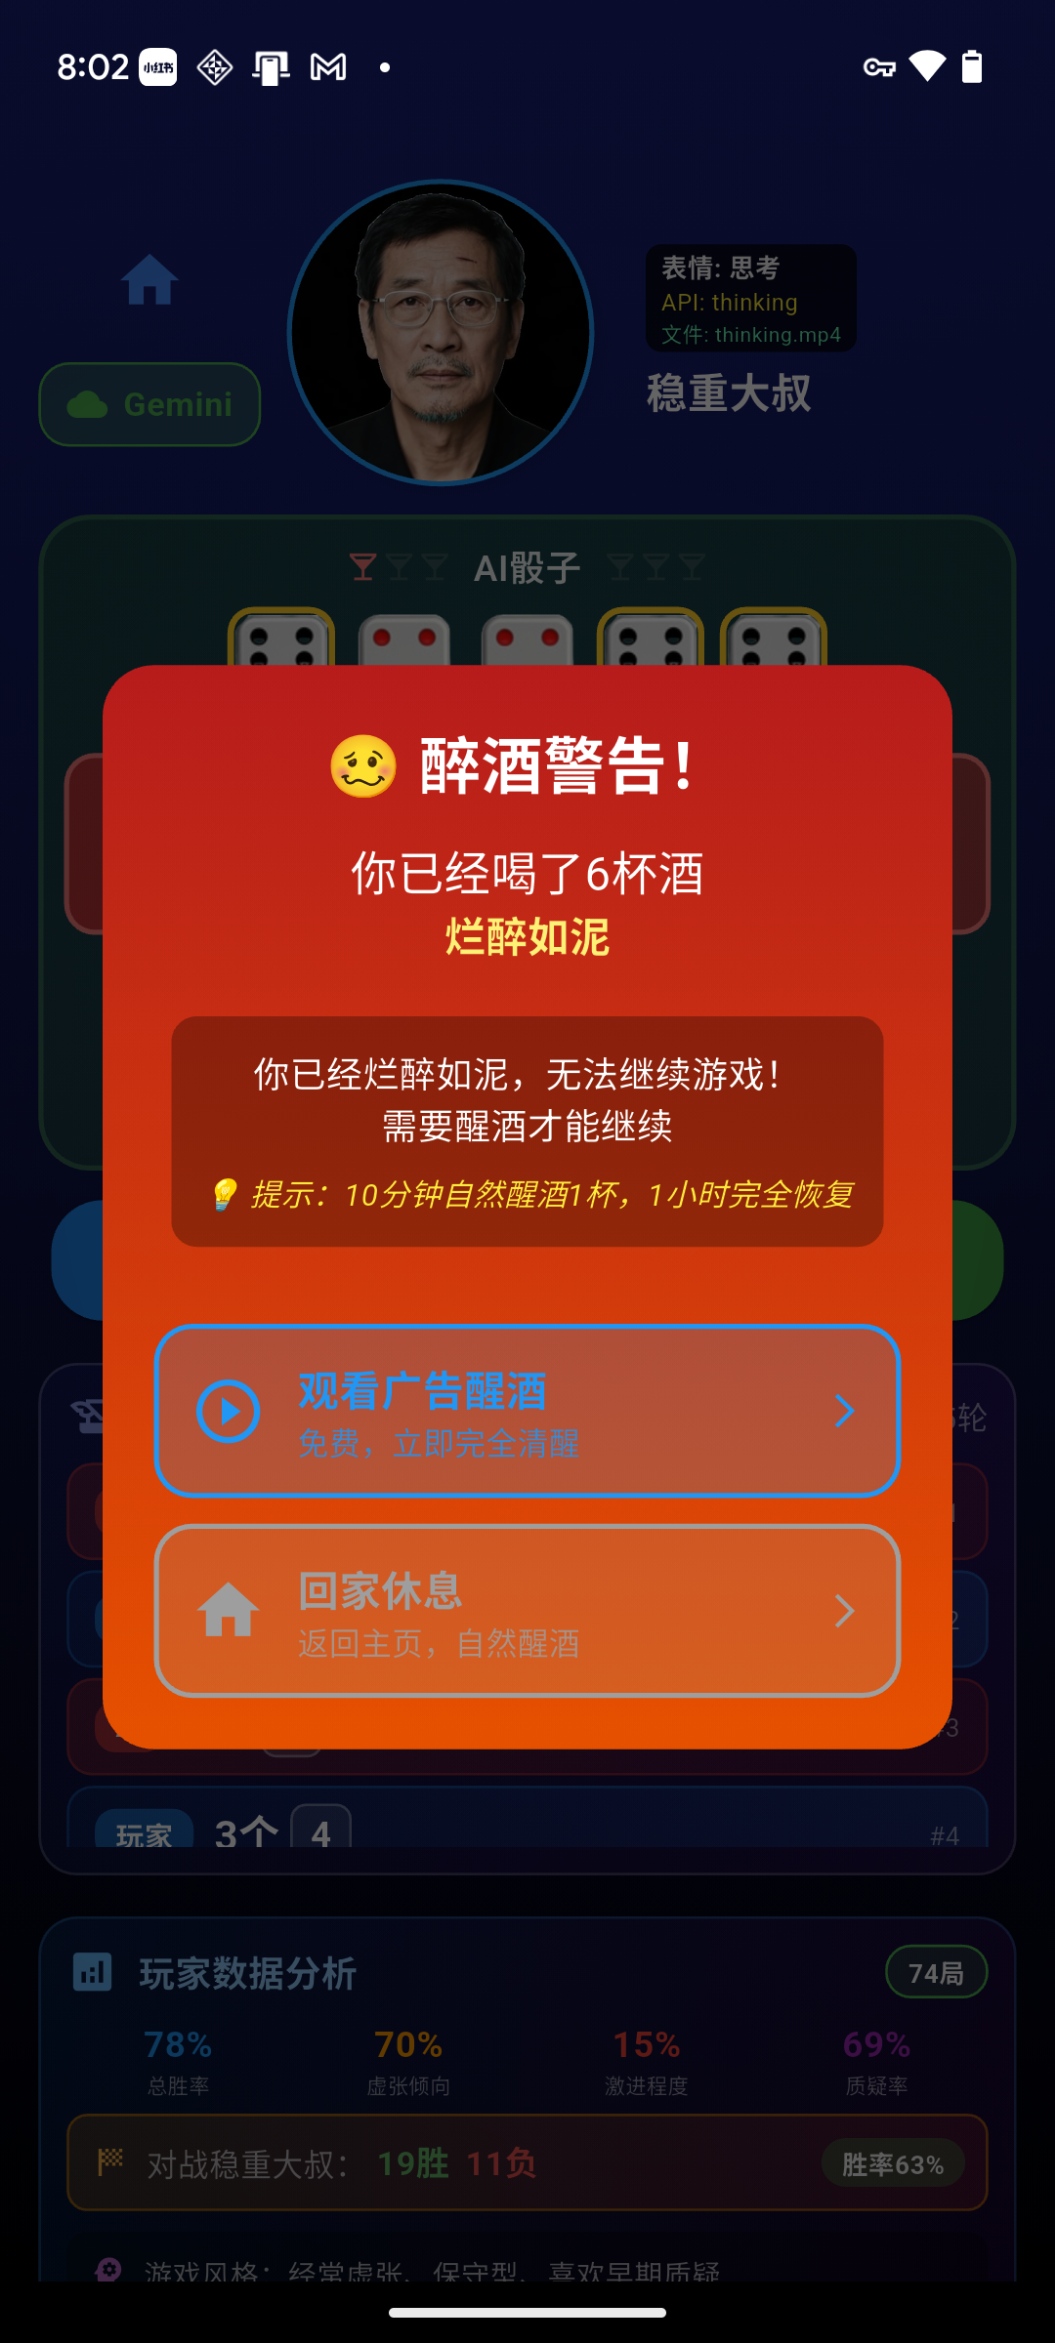 8:02
小红书
表情: 思考
API: thinking
文件: thinking.mp4
稳重大叔
Gemini
AI骰子
醉酒警告！
你已经喝了6杯酒
烂醉如泥
你已经烂醉如泥，无法继续游戏！
需要醒酒才能继续
提示：10分钟自然醒酒1杯，1小时完全恢复
观看广告醒酒
免费，立即完全清醒
轮
回家休息
返回主页，自然醒酒
2
#3
玩家 3个 4 #4
玩家数据分析 74局
78% 70% 15% 69%
总胜率 虚张倾向 激进程度 质疑率
对战稳重大叔： 19胜 11负 胜率63%
游戏风格：经常虚张、保守型、喜欢早期质疑